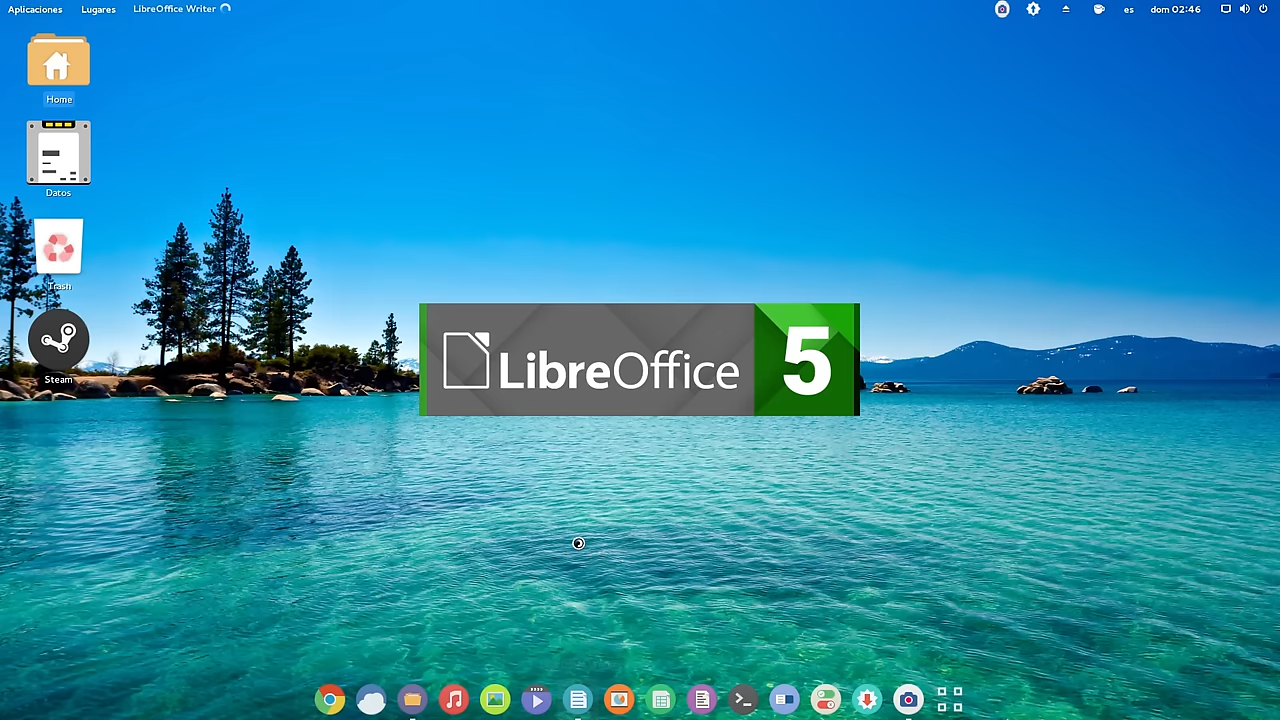 Aplicaciones Lugares LibreOffice Writer es dom 02:46
Home
Datos
Trash
Steam
LibreOffice 5